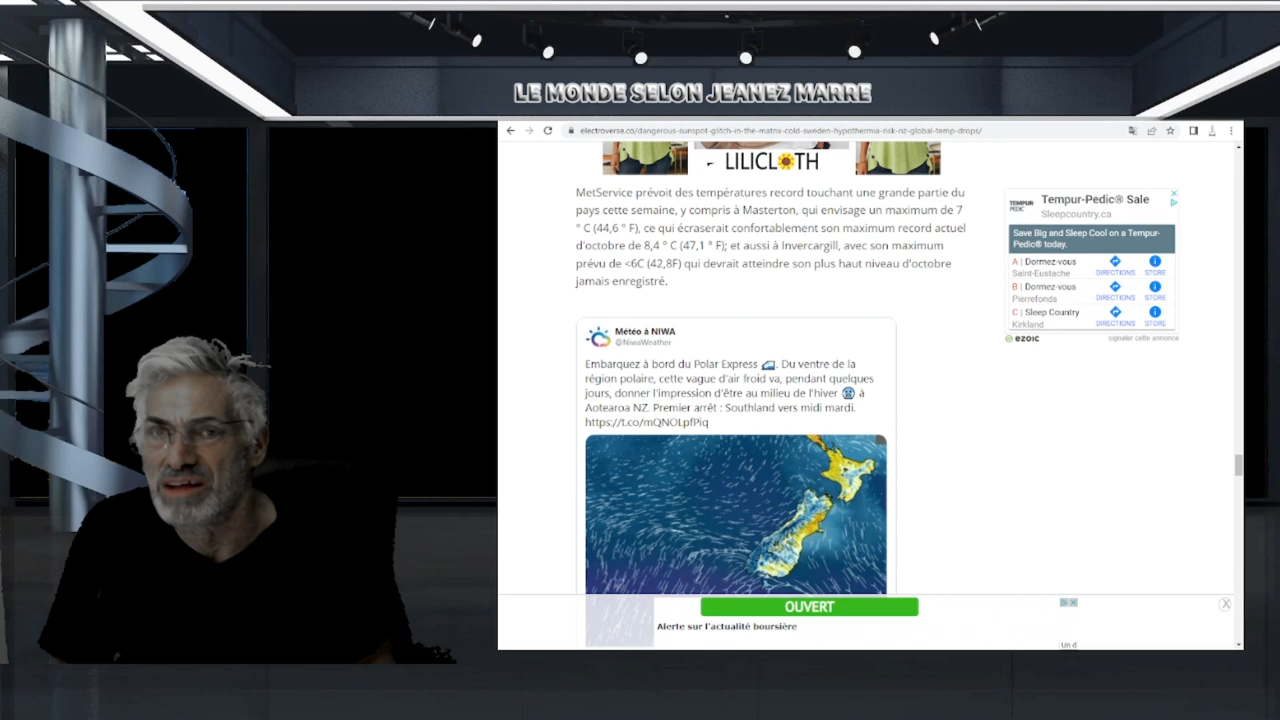 LE MONDE SELON JEANEZ MARRE
electroverse.co/dangerous-sunspot-glitch-in-the-matrix-cold-sweden-hypothermia-risk-nz-global-temp-drops/
LILICLOTH
MetService prévoit des températures record touchant une grande partie du
pays cette semaine, y compris à Masterton, qui envisage un maximum de 7
° C (44,6 ° F), ce qui écraserait confortablement son maximum record actuel
d'octobre de 8,4 ° C (47,1 ° F); et aussi à Invercargill, avec son maximum
prévu de <6C (42,8F) qui devrait atteindre son plus haut niveau d'octobre
jamais enregistré.
Météo à NIWA
@NiwaWeather
Embarquez à bord du Polar Express 🚅. Du ventre de la
région polaire, cette vague d'air froid va, pendant quelques
jours, donner l'impression d'être au milieu de l'hiver 🥶 à
Aotearoa NZ. Premier arrêt : Southland vers midi mardi.
https://t.co/mQNOLpfPiq
TEMPUR-PEDIC
Tempur-Pedic® Sale
Sleepcountry.ca
Save Big and Sleep Cool on a Tempur-
Pedic® today.
A | Dormez-vous
Saint-Eustache
DIRECTIONS STORE
B | Dormez-vous
Pierrefonds
DIRECTIONS STORE
C | Sleep Country
Kirkland
DIRECTIONS STORE
ezoic
signaler cette annonce
OUVERT
Alerte sur l'actualité boursière
Un d